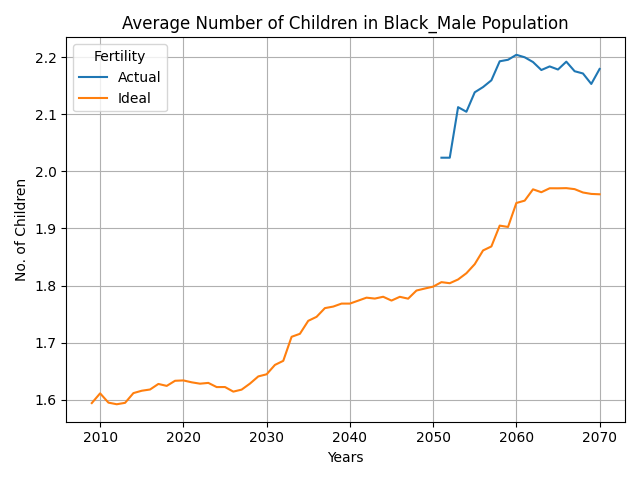 Average Number of Children in Black_Male Population
Fertility
Actual
Ideal
No. of Children
2.2
2.1
2.0
1.9
1.8
1.7
1.6
2010 2020 2030 2040 2050 2060 2070
Years